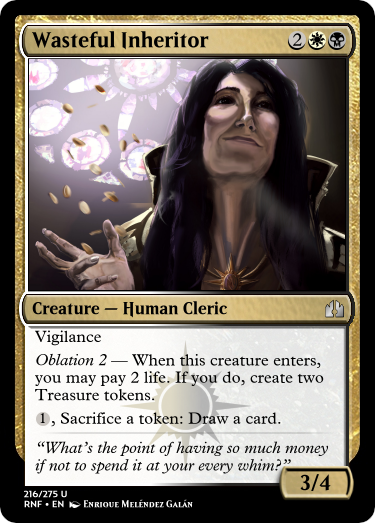 Wasteful Inheritor 2
Creature — Human Cleric
Vigilance
Oblation 2 — When this creature enters,
you may pay 2 life. If you do, create two
Treasure tokens.
1, Sacrifice a token: Draw a card.
“What's the point of having so much money
if not to spend it at your every whim?”
3/4
216/275 U
RNF • EN Enrique Meléndez Galán